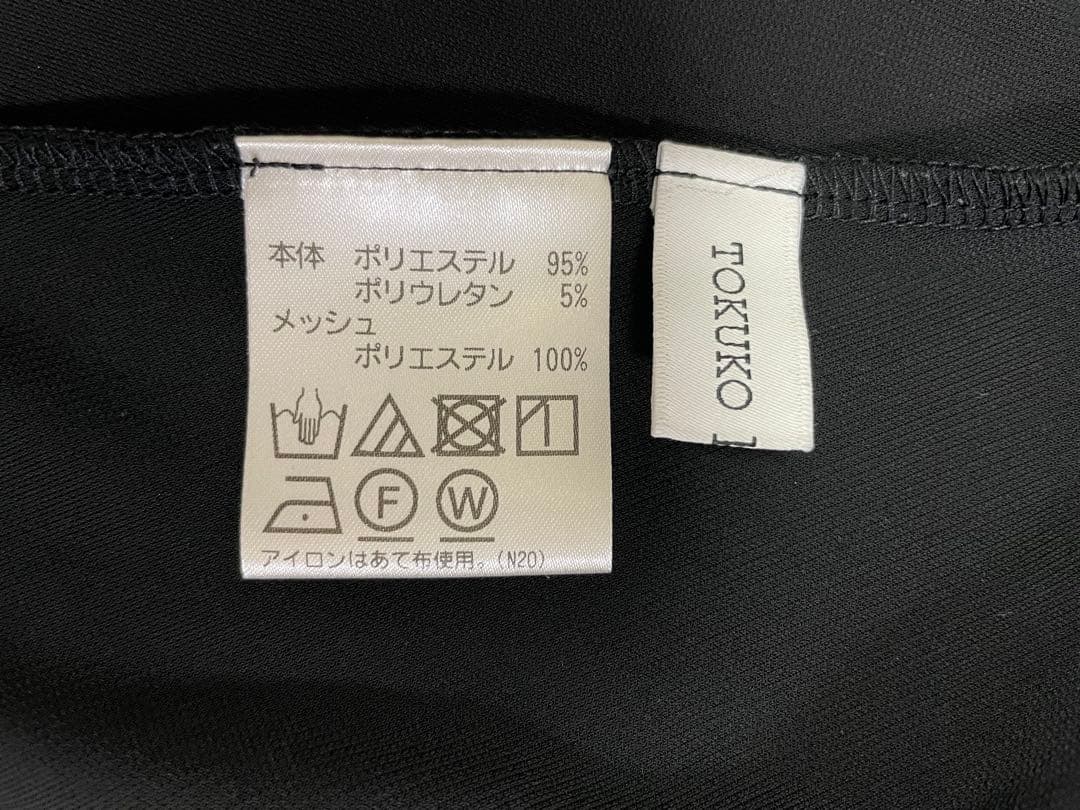 本体 ポリエステル 95%
ポリウレタン 5%
メッシュ
ポリエステル 100%
F W
アイロンはあて布使用。(N20)
TOKUKO 1